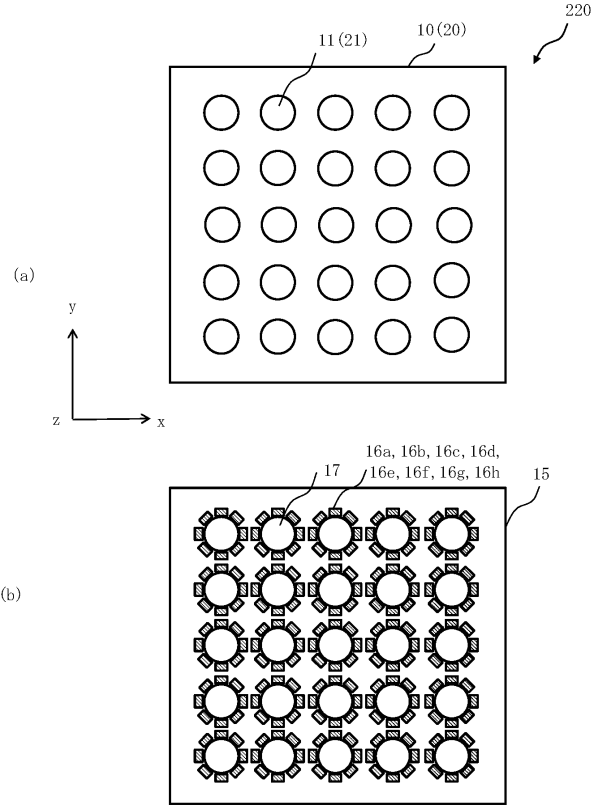 220
10(20)
11(21)
(a)
y
z
x
16a, 16b, 16c, 16d,
16e, 16f, 16g, 16h
17
15
(b)